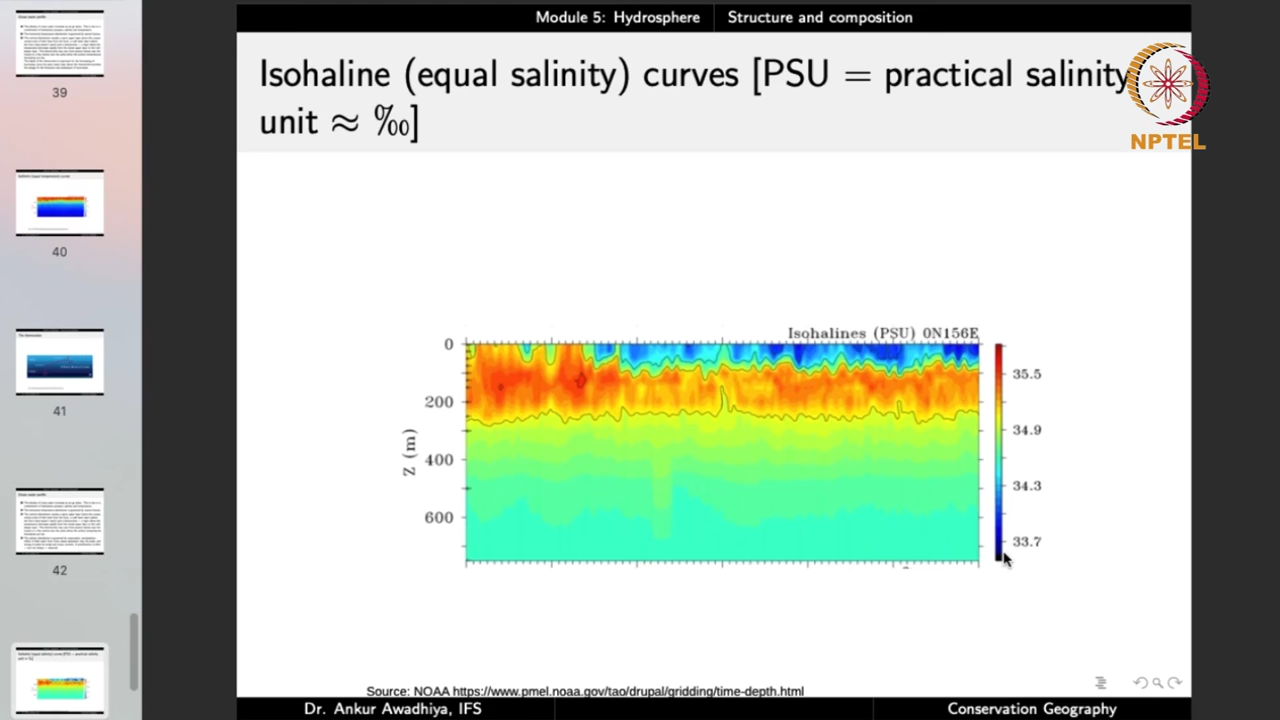 Module 5: Hydrosphere
Structure and composition
Isohaline (equal salinity) curves [PSU = practical salinity
unit ≈ ‰]
NPTEL
Isohalines (PSU) 0N156E
0
200
400
600
Z (m)
35.5
34.9
34.3
33.7
Source: NOAA https://www.pmel.noaa.gov/tao/drupal/gridding/time-depth.html
Dr. Ankur Awadhiya, IFS
Conservation Geography
39
40
41
42